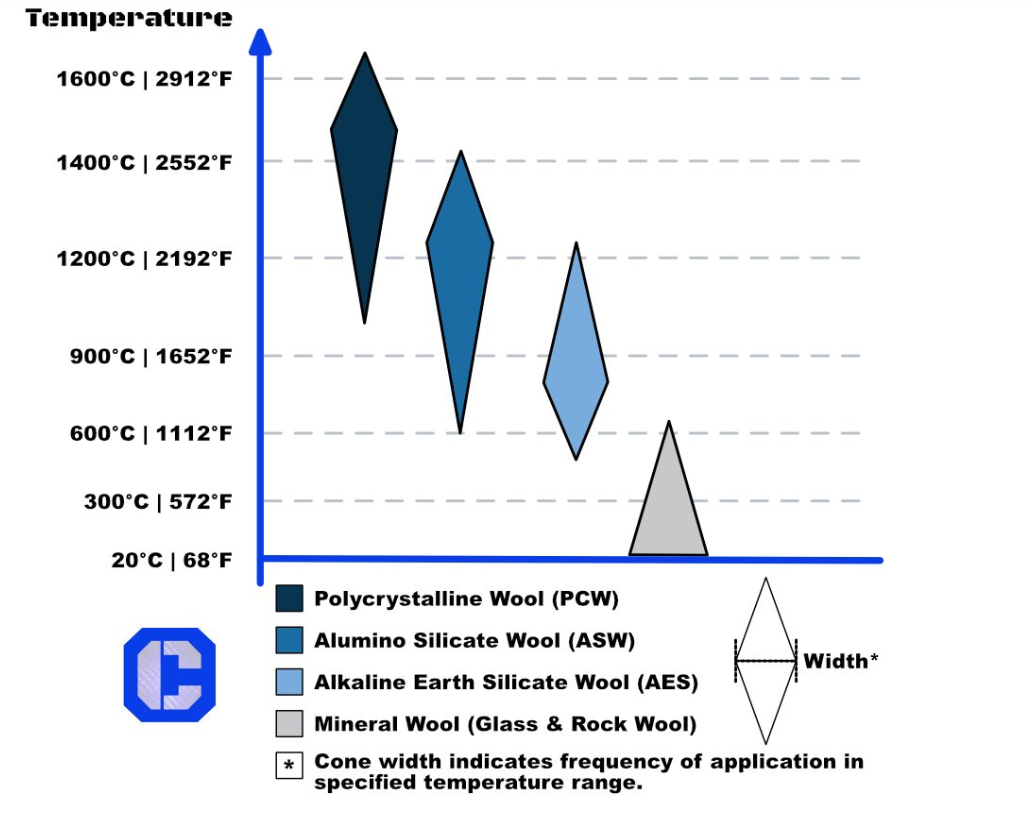 Temperature
1600°C | 2912°F
1400°C | 2552°F
1200°C | 2192°F
900°C | 1652°F
600°C | 1112°F
300°C | 572°F
20°C | 68°F
Polycrystalline Wool (PCW)
Alumino Silicate Wool (ASW)
Alkaline Earth Silicate Wool (AES)
Mineral Wool (Glass & Rock Wool)
* Cone width indicates frequency of application in
specified temperature range.
Width*
C